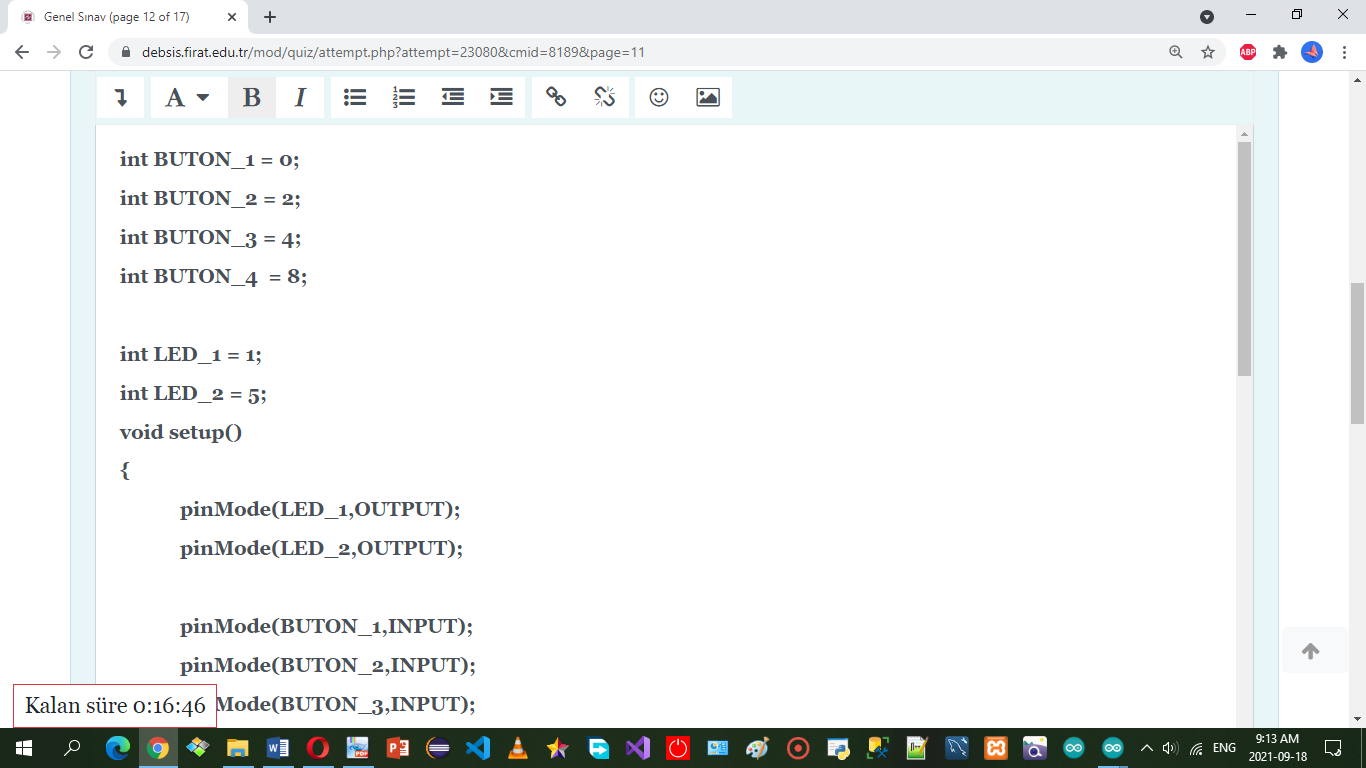 Genel Sınav (page 12 of 17)
debsis.firat.edu.tr/mod/quiz/attempt.php?attempt=23080&cmid=8189&page=11
ABP
A
B
I
int BUTON_1 = 0;
int BUTON_2 = 2;
int BUTON_3 = 4;
int BUTON_4  = 8;
int LED_1 = 1;
int LED_2 = 5;
void setup()
{
pinMode(LED_1,OUTPUT);
pinMode(LED_2,OUTPUT);
pinMode(BUTON_1,INPUT);
pinMode(BUTON_2,INPUT);
Mode(BUTON_3,INPUT);
Kalan süre 0:16:46
ENG
9:13 AM
2021-09-18